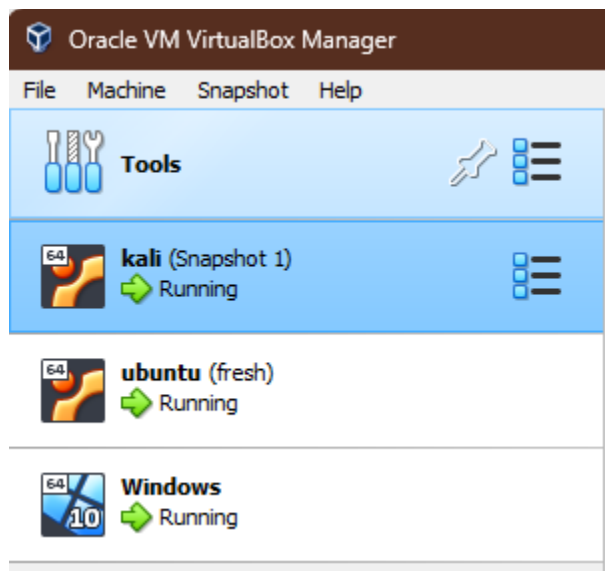 Oracle VM VirtualBox Manager
File Machine Snapshot Help
Tools
64
kali (Snapshot 1)
Running
64
ubuntu (fresh)
Running
64
10
Windows
Running